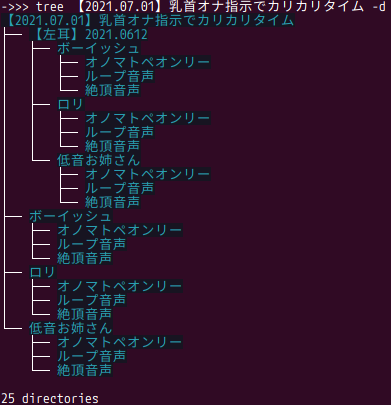 ->>> tree 【2021.07.01】乳首オナ指示でカリカリタイム -d
【2021.07.01】乳首オナ指示でカリカリタイム
├── 【左耳】2021.0612
│   ├── ボーイッシュ
│   │   ├── オノマトペオンリー
│   │   ├── ループ音声
│   │   └── 絶頂音声
│   ├── ロリ
│   │   ├── オノマトペオンリー
│   │   ├── ループ音声
│   │   └── 絶頂音声
│   └── 低音お姉さん
│       ├── オノマトペオンリー
│       ├── ループ音声
│       └── 絶頂音声
├── ボーイッシュ
│   ├── オノマトペオンリー
│   ├── ループ音声
│   └── 絶頂音声
├── ロリ
│   ├── オノマトペオンリー
│   ├── ループ音声
│   └── 絶頂音声
└── 低音お姉さん
    ├── オノマトペオンリー
    ├── ループ音声
    └── 絶頂音声
25 directories